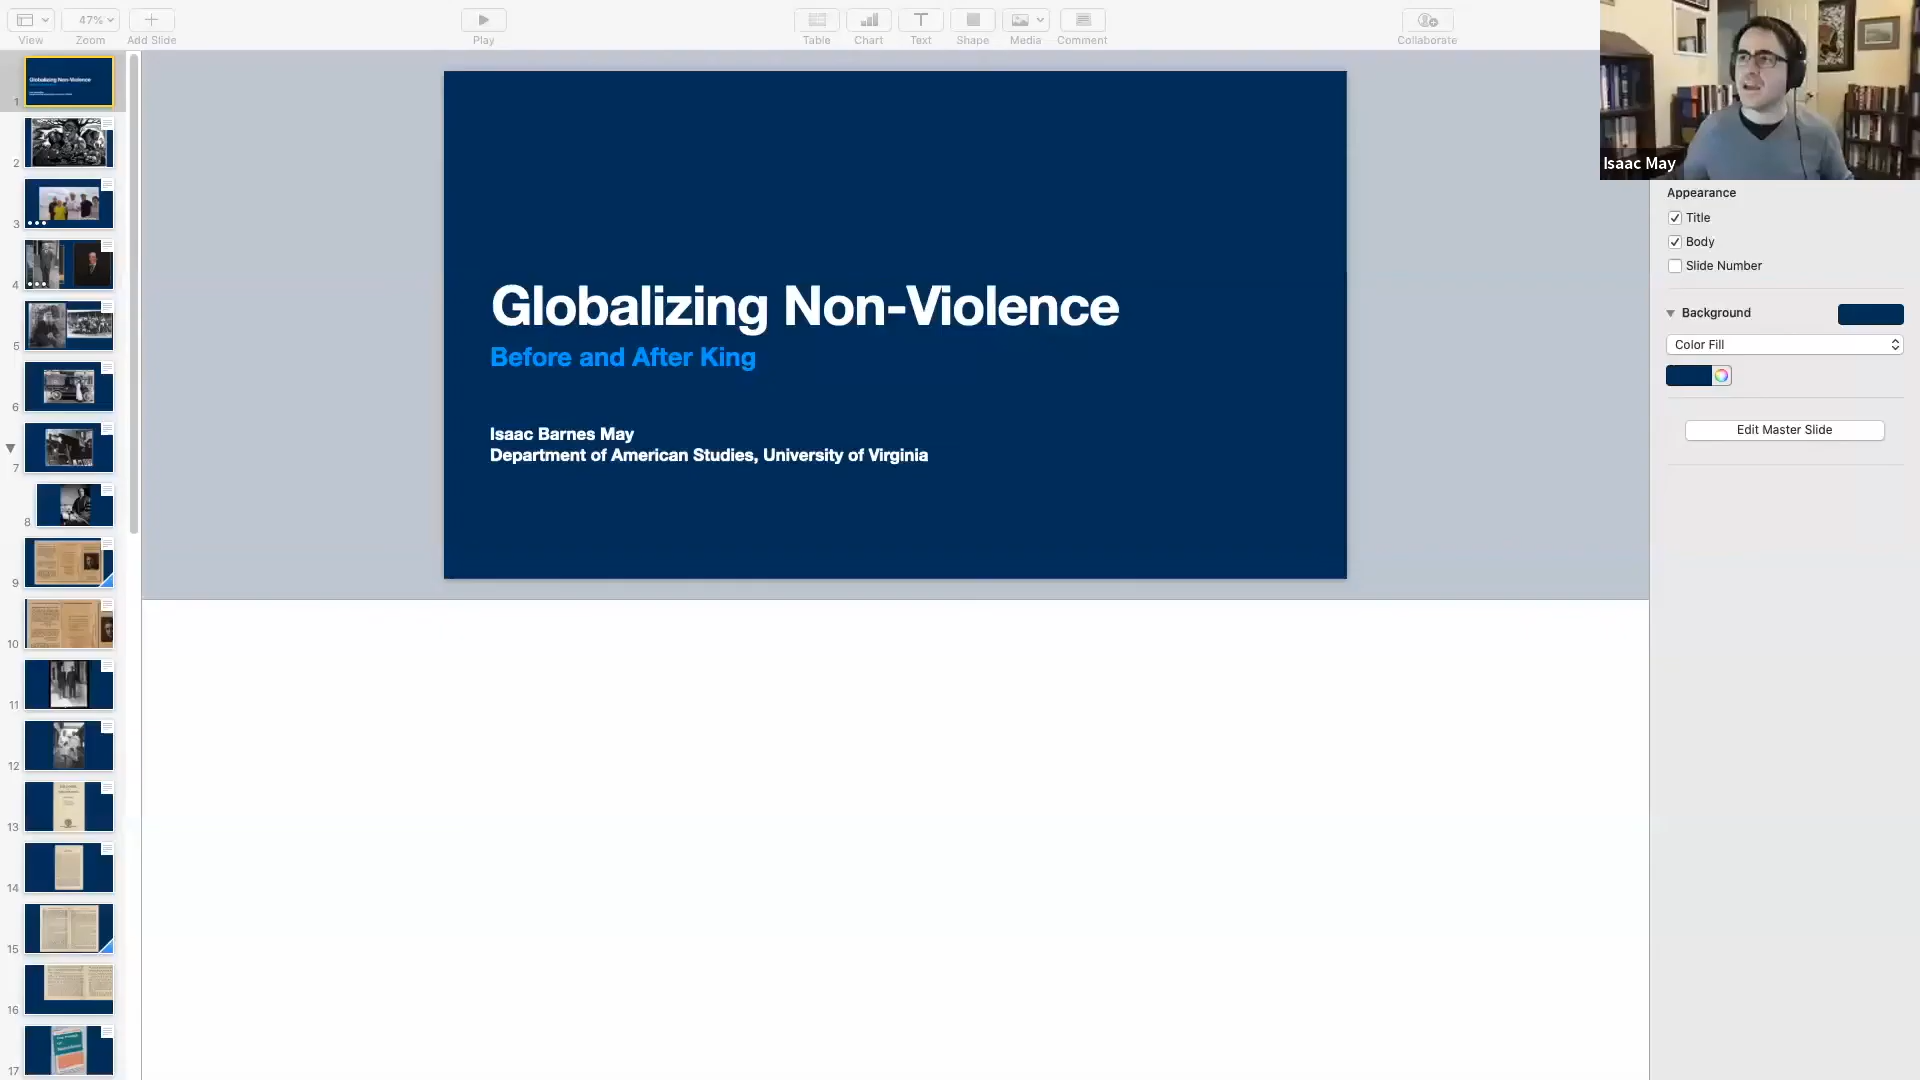 View
47%
Zoom
Add Slide
Play
Table
Chart
Text
Shape
Media
Comment
Collaborate
Isaac May
Globalizing Non-Violence
Before and After King
Isaac Barnes May
Department of American Studies, University of Virginia
Appearance
Title
Body
Slide Number
Background
Color Fill
Edit Master Slide
Globalizing Non-Violence
1
2
3
4
5
6
7
8
9
10
11
12
13
14
15
16
17